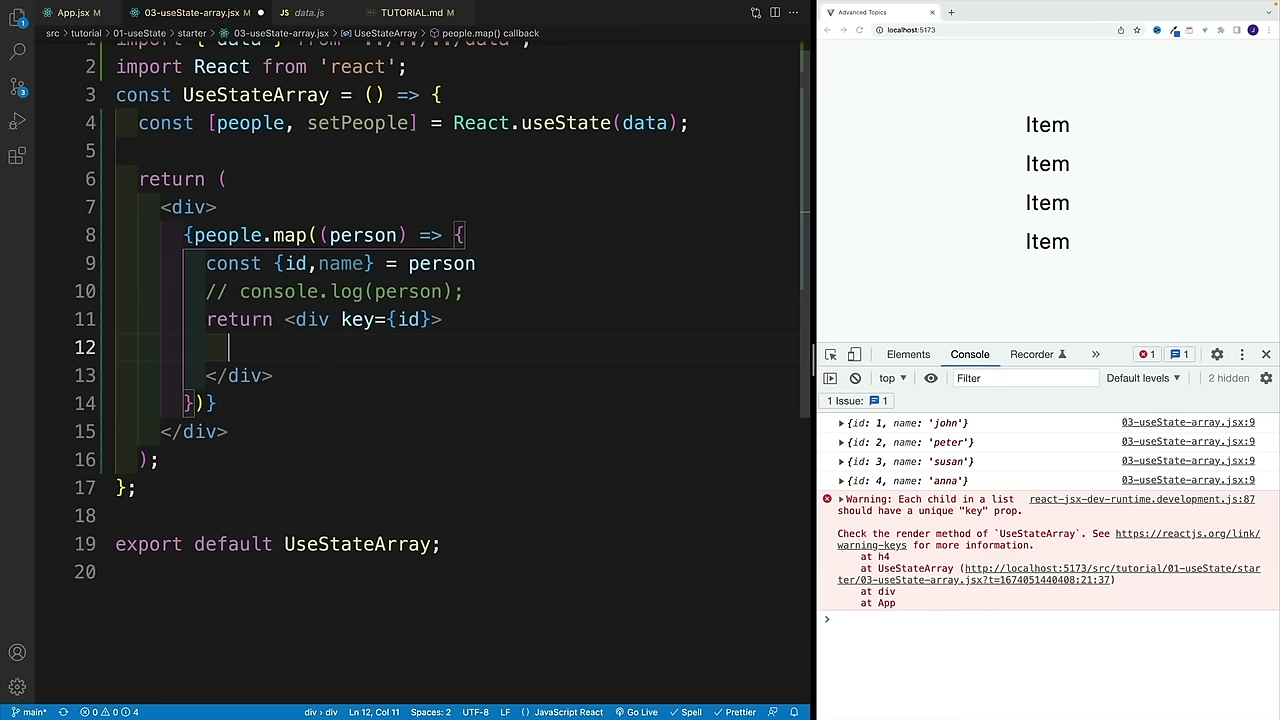 App.jsx M
03-useState-array.jsx M
data.js
TUTORIAL.md M
src > tutorial > 03-useState-array.jsx > UseStateArray > people.map() callback
2 import React from 'react';
3 const UseStateArray = () => {
4 const [people, setPeople] = React.useState(data);
5
6 return (
7 <div>
8 {people.map((person) => {
9 const {id,name} = person
10 // console.log(person);
11 return <div key={id}>
12
13 </div>
14 })}
15 </div>
16 );
17 };
18
19 export default UseStateArray;
20
main*
0 0 4
div > div
Ln 12, Col 11
Spaces: 2
UTF-8
LF
{} JavaScript React
Go Live
Spell
Prettier
Advanced Topics
localhost:5173
Item
Item
Item
Item
Elements Console Recorder 1 1
top Filter Default levels 2 hidden
1 Issue: 1
{id: 1, name: 'john'} 03-useState-array.jsx:9
{id: 2, name: 'peter'} 03-useState-array.jsx:9
{id: 3, name: 'susan'} 03-useState-array.jsx:9
{id: 4, name: 'anna'} 03-useState-array.jsx:9
Warning: Each child in a list react-jsx-dev-runtime.development.js:87
should have a unique "key" prop.
Check the render method of `UseStateArray`. See https://reactjs.org/link/
warning-keys for more information.
at h4
at UseStateArray (http://localhost:5173/src/tutorial/01-useState/star
ter/03-useState-array.jsx?t=1674051440408:21:37)
at div
at App